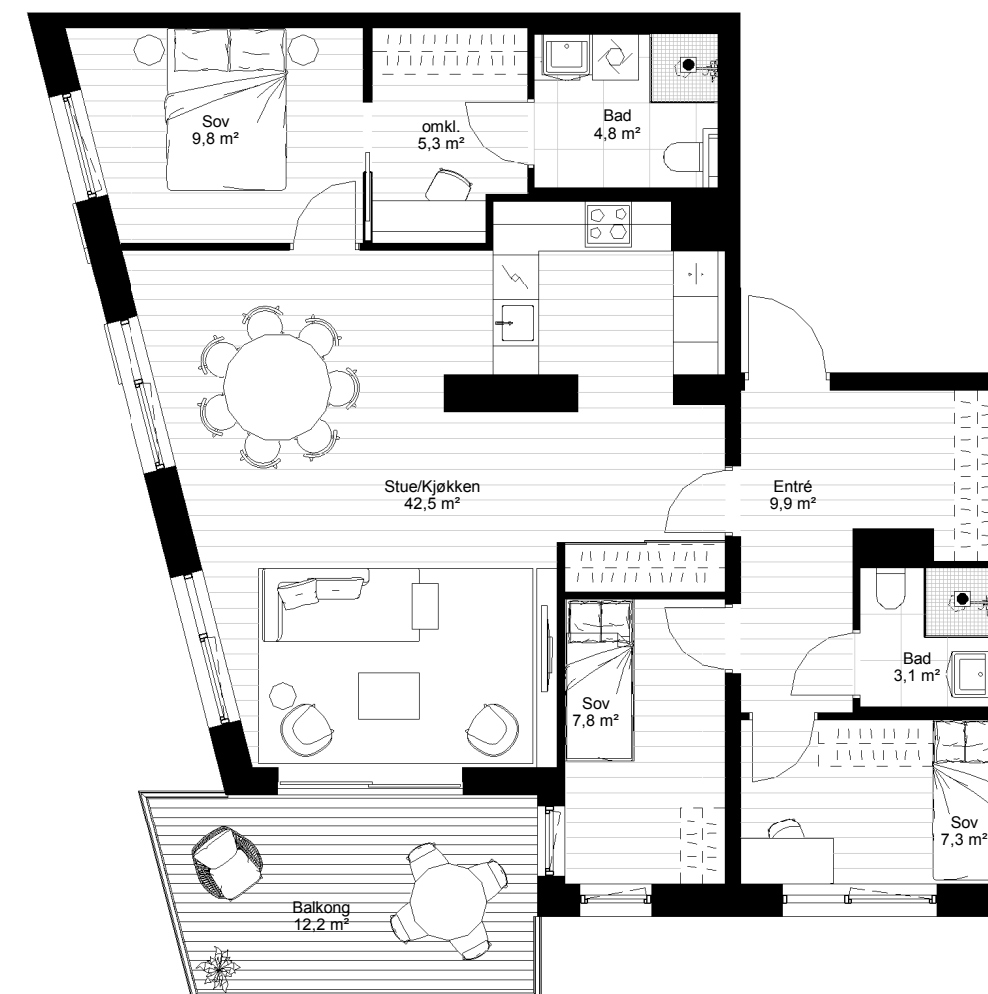 Sov
9,8 m²
omkl.
5,3 m²
Bad
4,8 m²
Stue/Kjøkken
42,5 m²
Entré
9,9 m²
Bad
3,1 m²
Sov
7,8 m²
Sov
7,3 m²
Balkong
12,2 m²